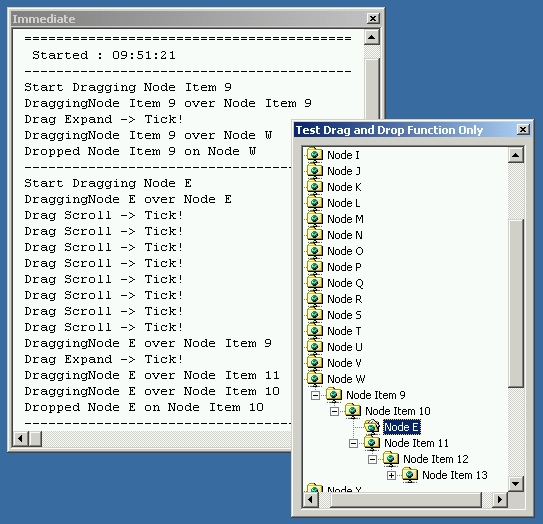 Immediate
=======================================
Started : 09:51:21
---------------------------------------
Start Dragging Node Item 9
DraggingNode Item 9 over Node Item 9
Drag Expand -> Tick!
DraggingNode Item 9 over Node W
Dropped Node Item 9 on Node W
---------------------------------------
Start Dragging Node E
DraggingNode E over Node E
Drag Scroll -> Tick!
Drag Scroll -> Tick!
Drag Scroll -> Tick!
Drag Scroll -> Tick!
Drag Scroll -> Tick!
Drag Scroll -> Tick!
Drag Scroll -> Tick!
Drag Scroll -> Tick!
DraggingNode E over Node Item 9
Drag Expand -> Tick!
DraggingNode E over Node Item 11
DraggingNode E over Node Item 10
Dropped Node E on Node Item 10
---------------------------------------
Test Drag and Drop Function Only
Node I
Node J
Node K
Node L
Node M
Node N
Node O
Node P
Node Q
Node R
Node S
Node T
Node U
Node V
Node W
Node Item 9
Node Item 10
Node E
Node Item 11
Node Item 12
Node Item 13